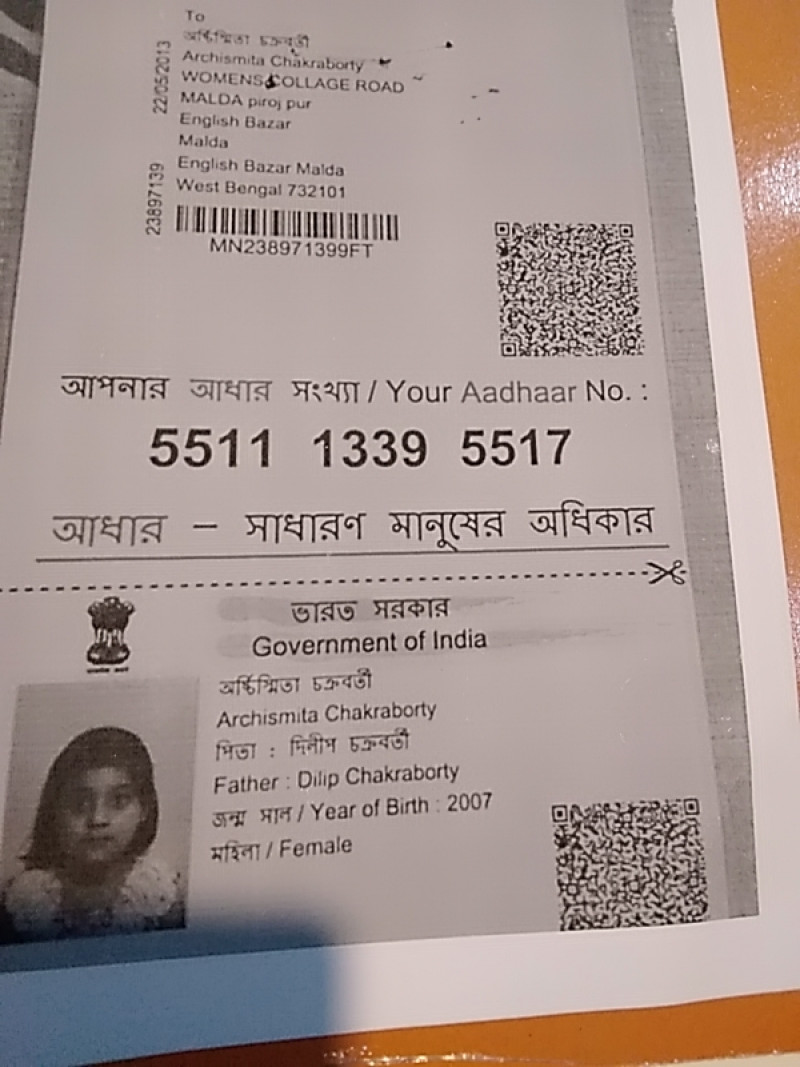 To
অর্চিস্মিতা চক্রবর্তী
Archismita Chakraborty
WOMENS COLLAGE ROAD
MALDA piroj pur
English Bazar
Malda
English Bazar Malda
West Bengal 732101
22/05/2013
23897139
MN238971399FT
আপনার আধার সংখ্যা / Your Aadhaar No. :
5511 1339 5517
আধার – সাধারণ মানুষের অধিকার
ভারত সরকার
Government of India
অর্চিস্মিতা চক্রবর্তী
Archismita Chakraborty
পিতা : দিলীপ চক্রবর্তী
Father : Dilip Chakraborty
জন্ম সাল / Year of Birth : 2007
মহিলা / Female